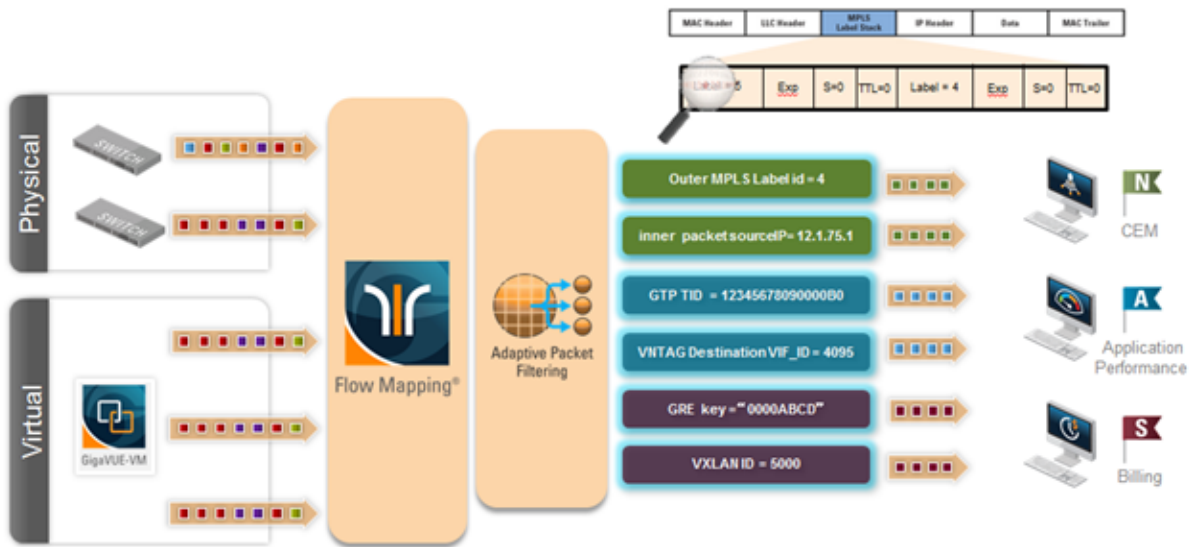 MAC Header
LLC Header
MPLS
Label Stack
IP Header
Data
MAC Trailer
Label = 5
Exp
S=0
TTL=0
Label = 4
Exp
S=0
TTL=0
Physical
SWITCH
SWITCH
Virtual
GigaVUE-VM
Flow Mapping®
Adaptive Packet
Filtering
Outer MPLS Label id = 4
inner packet sourceIP= 12.1.75.1
GTP TID = 12345678090000B0
VNTAG Destination VIF_ID = 4095
GRE key =""0000ABCD"
VXLAN ID = 5000
N
CEM
A
Application
Performance
S
Billing